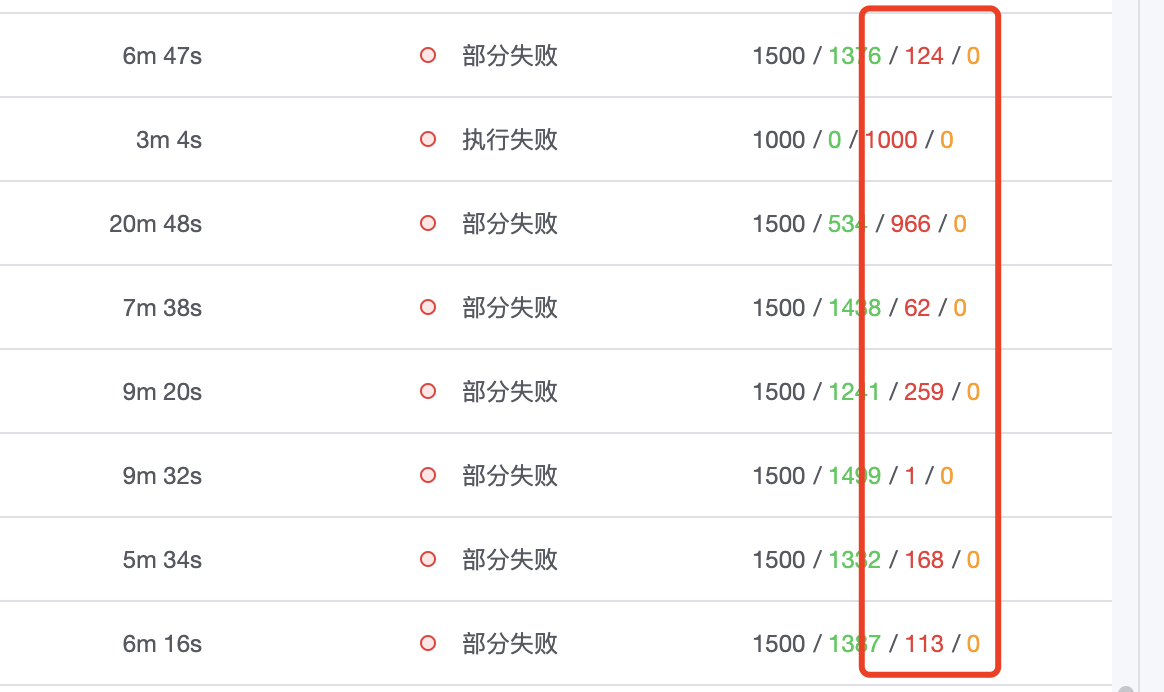 6m 47s 部分失败 1500 / 1376 / 124 / 0
3m 4s 执行失败 1000 / 0 / 1000 / 0
20m 48s 部分失败 1500 / 534 / 966 / 0
7m 38s 部分失败 1500 / 1438 / 62 / 0
9m 20s 部分失败 1500 / 1241 / 259 / 0
9m 32s 部分失败 1500 / 1499 / 1 / 0
5m 34s 部分失败 1500 / 1332 / 168 / 0
6m 16s 部分失败 1500 / 1387 / 113 / 0